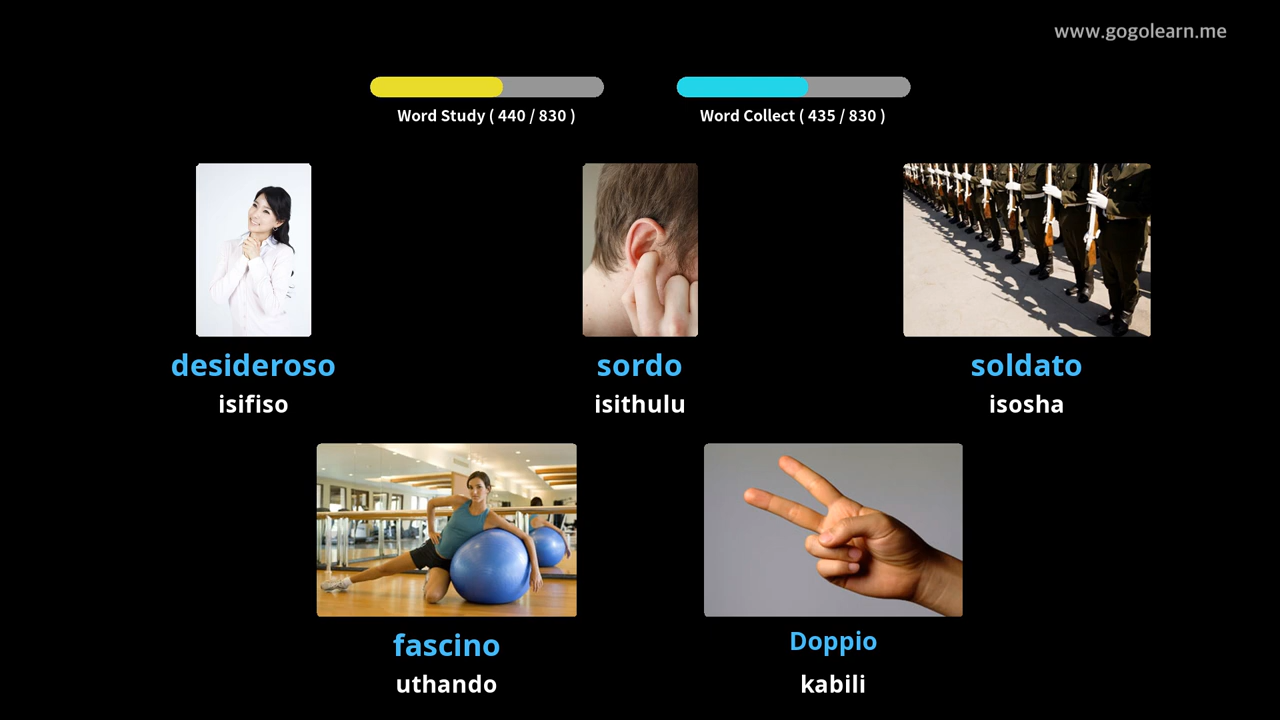 www.gogolearn.me
Word Study ( 440 / 830 )
Word Collect ( 435 / 830 )
desideroso
isifiso
sordo
isithulu
soldato
isosha
fascino
uthando
Doppio
kabili